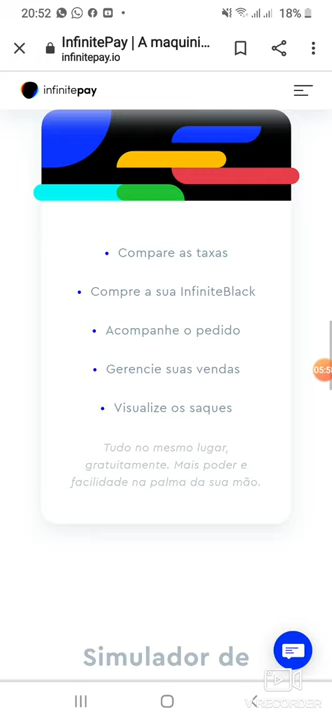 20:52
18%
InfinitePay | A maquini...
infinitepay.io
infinitepay
• Compare as taxas
• Compre a sua InfiniteBlack
• Acompanhe o pedido
• Gerencie suas vendas
• Visualize os saques
Tudo no mesmo lugar,
gratuitamente. Mais poder e
facilidade na palma da sua mão.
Simulador de
RECORDER